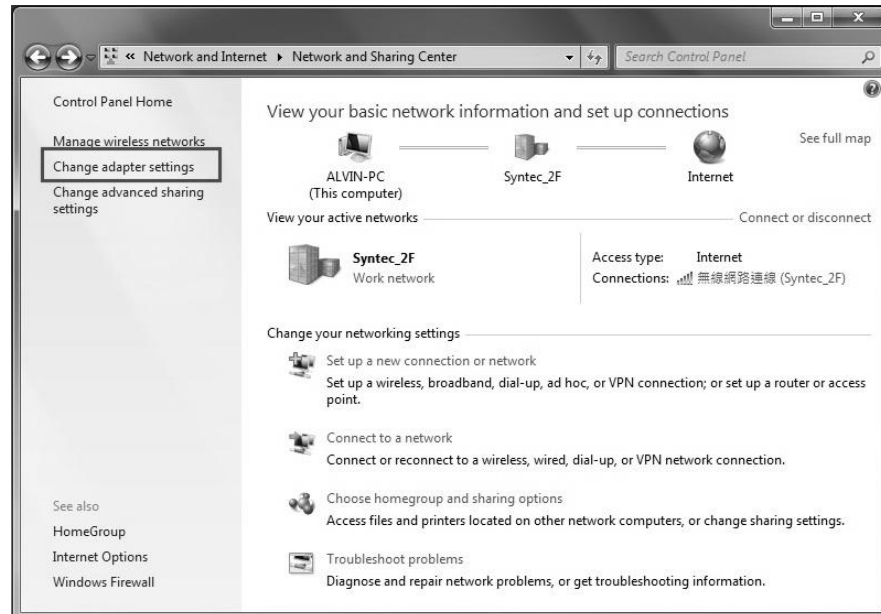 « Network and Internet ▸ Network and Sharing Center
Search Control Panel
Control Panel Home
Manage wireless networks
Change adapter settings
Change advanced sharing
settings
See also
HomeGroup
Internet Options
Windows Firewall
View your basic network information and set up connections
See full map
ALVIN-PC
(This computer)
Syntec_2F
Internet
View your active networks
Connect or disconnect
Syntec_2F
Work network
Access type: Internet
Connections: 無線網路連線 (Syntec_2F)
Change your networking settings
Set up a new connection or network
Set up a wireless, broadband, dial-up, ad hoc, or VPN connection; or set up a router or access
point.
Connect to a network
Connect or reconnect to a wireless, wired, dial-up, or VPN network connection.
Choose homegroup and sharing options
Access files and printers located on other network computers, or change sharing settings.
Troubleshoot problems
Diagnose and repair network problems, or get troubleshooting information.